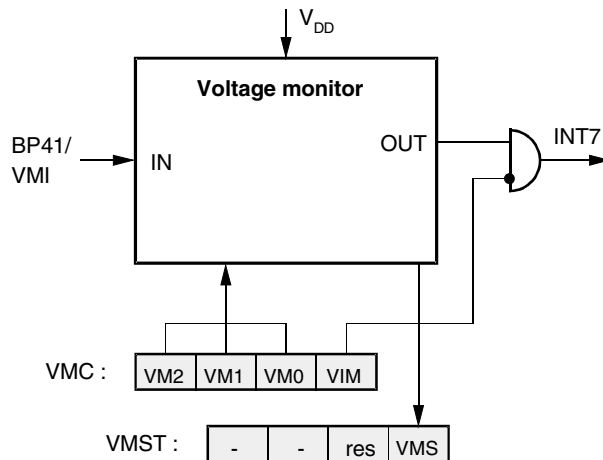 VDD
Voltage monitor
BP41/
VMI
IN
OUT
INT7
VMC : VM2 VM1 VM0 VIM
VMST : - - res VMS